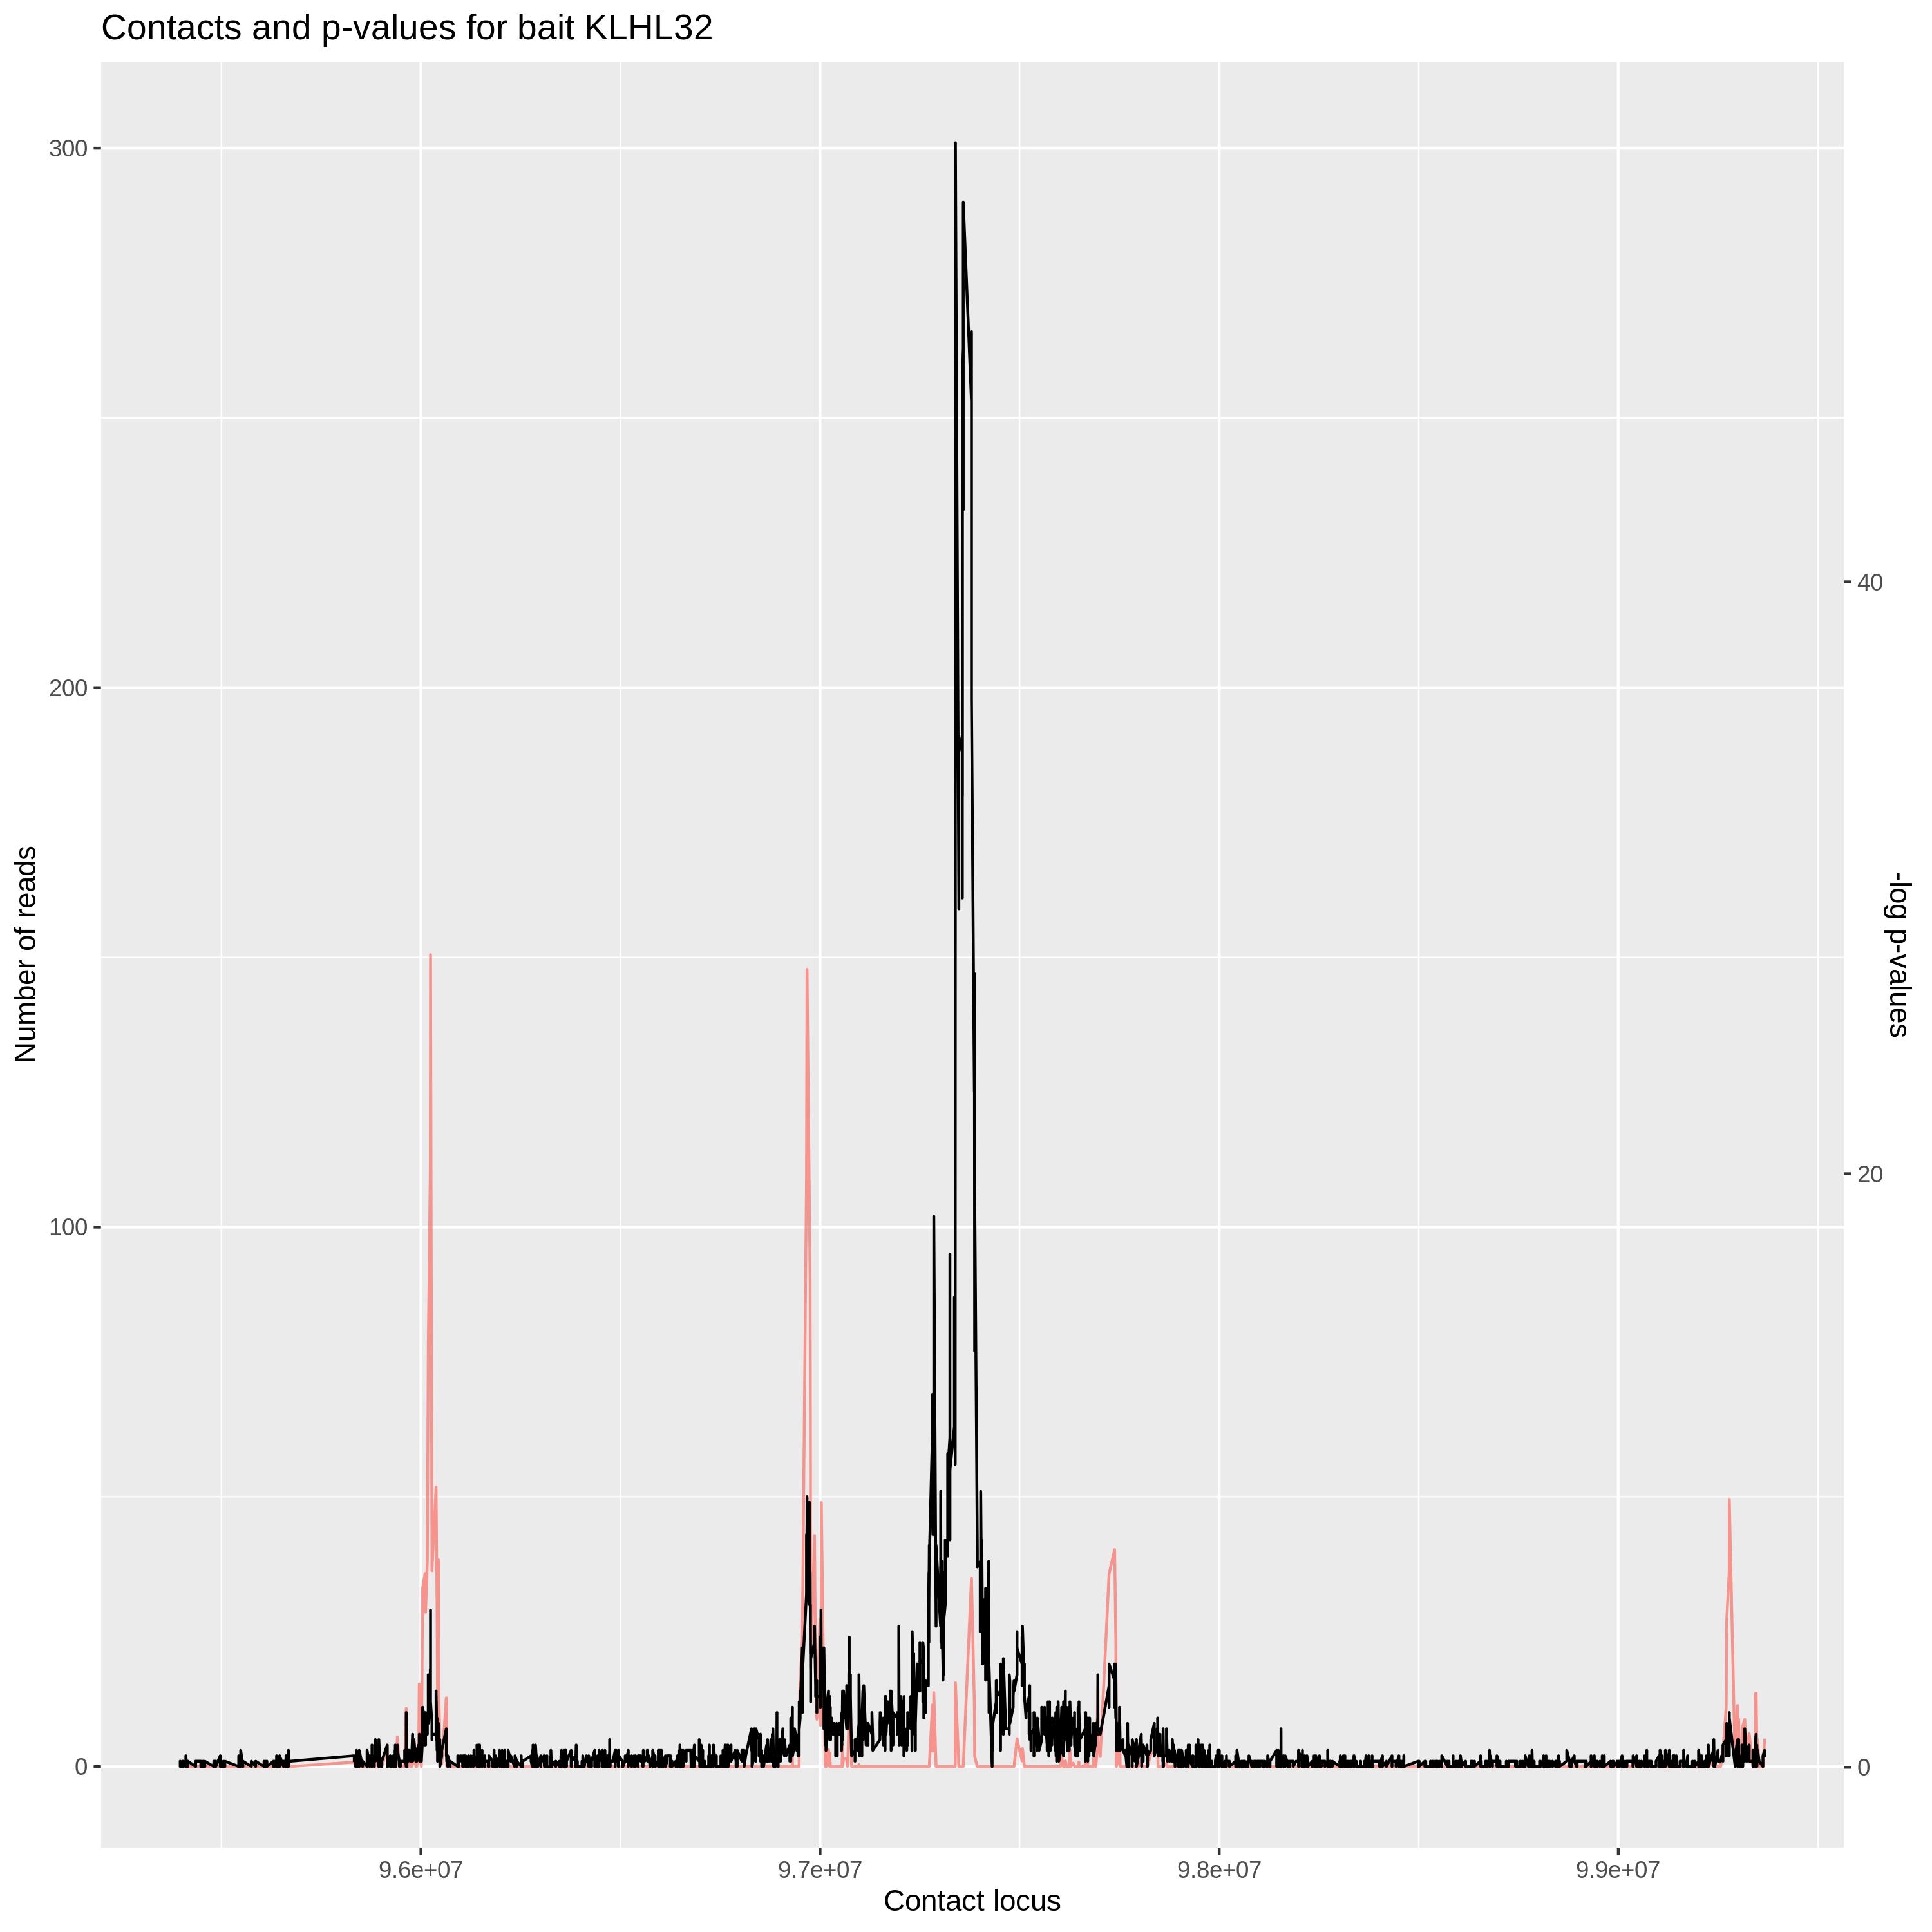 Contacts and p-values for bait KLHL32
300
200
100
0
Number of reads
40
20
0
-log p-values
9.6e+07
9.7e+07
9.8e+07
9.9e+07
Contact locus